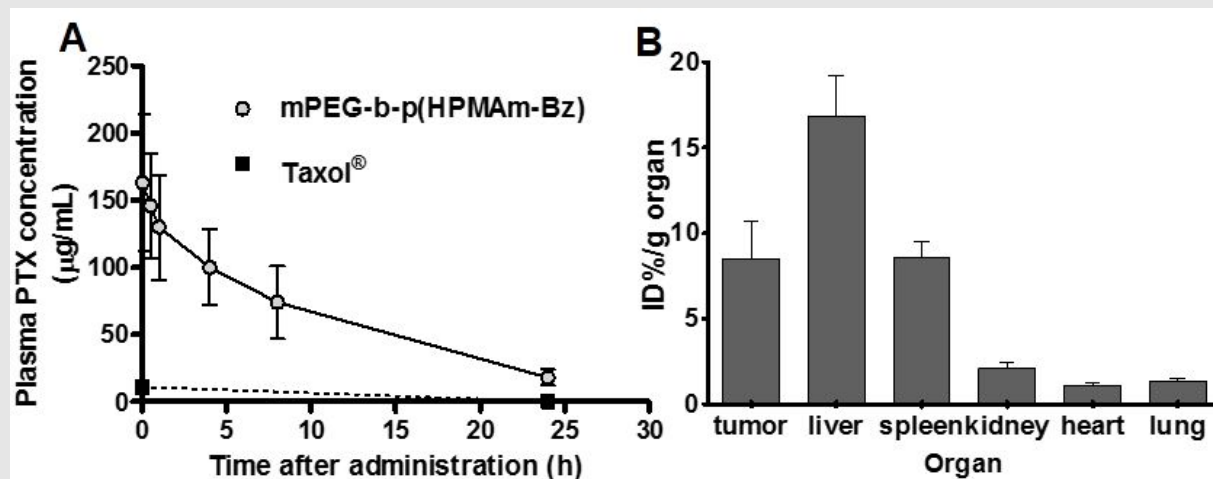 A
Plasma PTX concentration
(µg/mL)
250
200
150
100
50
0
mPEG-b-p(HPMAm-Bz)
Taxol®
0 5 10 15 20 25 30
Time after administration (h)
B
ID%/g organ
20
15
10
5
0
tumor liver spleen kidney heart lung
Organ